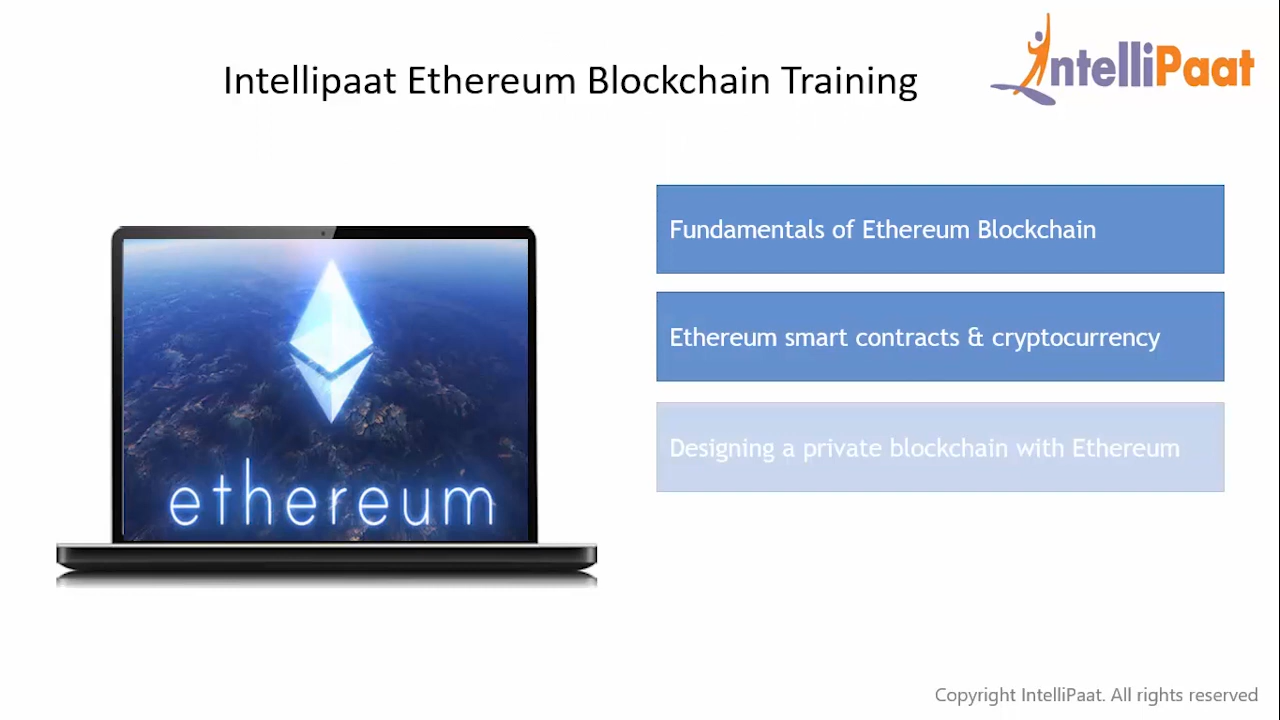 Intellipaat Ethereum Blockchain Training
IntelliPaat
Fundamentals of Ethereum Blockchain
Ethereum smart contracts & cryptocurrency
Designing a private blockchain with Ethereum
ethereum
Copyright IntelliPaat. All rights reserved